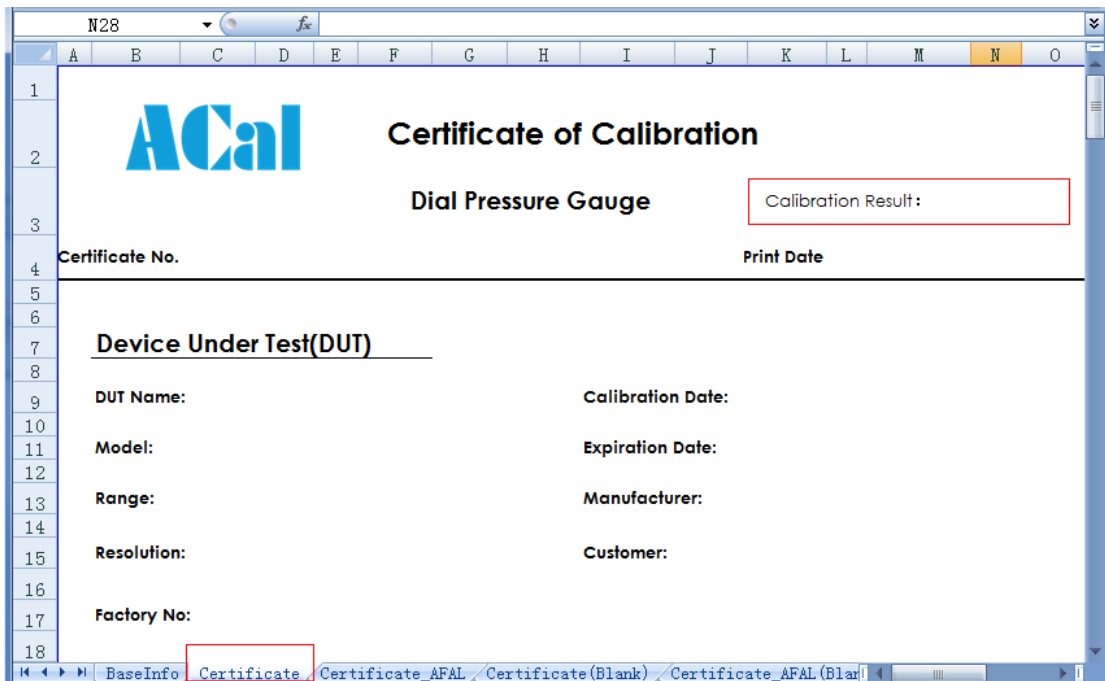 N28 fx
A B C D E F G H I J K L M N O
1
ACal Certificate of Calibration
2
Dial Pressure Gauge Calibration Result:
3
Certificate No. Print Date
4
5
6
7 Device Under Test(DUT)
8
9 DUT Name: Calibration Date:
10
11 Model: Expiration Date:
12
13 Range: Manufacturer:
14
15 Resolution: Customer:
16
17 Factory No:
18
BaseInfo Certificate Certificate_AFAL Certificate(Blank) Certificate_AFAL(Blan